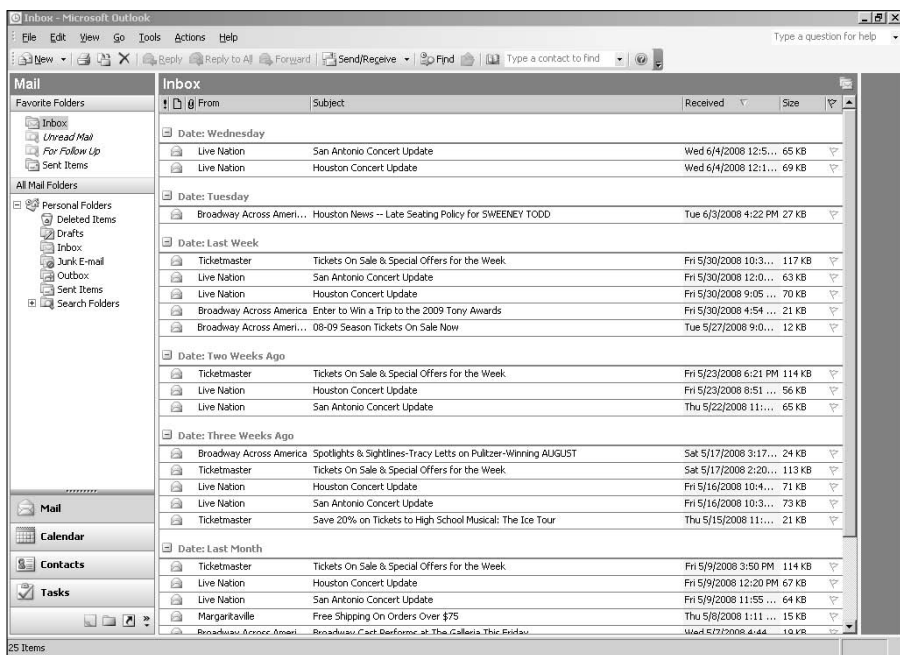 Inbox - Microsoft Outlook
File Edit View Go Tools Actions Help Type a question for help
New Reply Reply to All Forward Send/Receive Find Type a contact to find
Mail
Favorite Folders
Inbox
Unread Mail
For Follow Up
Sent Items
All Mail Folders
Personal Folders
Deleted Items
Drafts
Inbox
Junk E-mail
Outbox
Sent Items
Search Folders
Mail
Calendar
Contacts
Tasks
Inbox
From Subject Received Size
Date: Wednesday
Live Nation San Antonio Concert Update Wed 6/4/2008 12:5... 65 KB
Live Nation Houston Concert Update Wed 6/4/2008 12:1... 69 KB
Date: Tuesday
Broadway Across Ameri... Houston News -- Late Seating Policy for SWEENEY TODD Tue 6/3/2008 4:22 PM 27 KB
Date: Last Week
Ticketmaster Tickets On Sale & Special Offers for the Week Fri 5/30/2008 10:3... 117 KB
Live Nation San Antonio Concert Update Fri 5/30/2008 12:0... 63 KB
Live Nation Houston Concert Update Fri 5/30/2008 9:05 ... 70 KB
Broadway Across America Enter to Win a Trip to the 2009 Tony Awards Fri 5/30/2008 4:54 ... 21 KB
Broadway Across Ameri... 08-09 Season Tickets On Sale Now Tue 5/27/2008 9:0... 12 KB
Date: Two Weeks Ago
Ticketmaster Tickets On Sale & Special Offers for the Week Fri 5/23/2008 6:21 PM 114 KB
Live Nation Houston Concert Update Fri 5/23/2008 8:51 ... 56 KB
Live Nation San Antonio Concert Update Thu 5/22/2008 11:... 65 KB
Date: Three Weeks Ago
Broadway Across America Spotlights & Sightlines-Tracy Letts on Pulitzer-Winning AUGUST Sat 5/17/2008 3:17... 24 KB
Ticketmaster Tickets On Sale & Special Offers for the Week Sat 5/17/2008 2:20... 113 KB
Live Nation Houston Concert Update Fri 5/16/2008 10:4... 71 KB
Live Nation San Antonio Concert Update Fri 5/16/2008 10:3... 73 KB
Ticketmaster Save 20% on Tickets to High School Musical: The Ice Tour Thu 5/15/2008 11:... 21 KB
Date: Last Month
Ticketmaster Tickets On Sale & Special Offers for the Week Fri 5/9/2008 3:50 PM 114 KB
Live Nation Houston Concert Update Fri 5/9/2008 12:20 PM 67 KB
Live Nation San Antonio Concert Update Fri 5/9/2008 11:55 ... 64 KB
Margaritaville Free Shipping On Orders Over $75 Thu 5/8/2008 1:11 ... 15 KB
Broadway Across Ameri... Broadway Cast Performs at The Galleria This Friday Wed 5/7/2008 4:44 ... 19 KB
25 Items